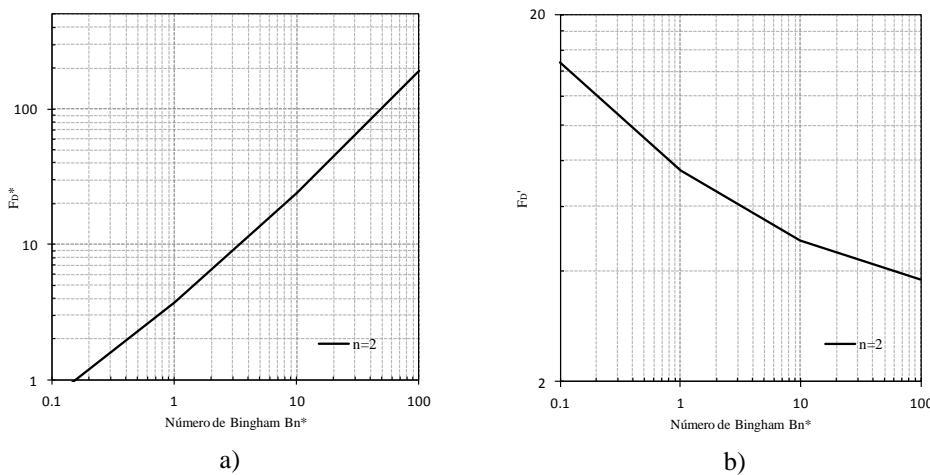 100
10
1
0.1 1 10 100
F_D*
Número de Bingham Bn*
n=2
a)
20
2
0.1 1 10 100
F_D'
Número de Bingham Bn*
n=2
b)